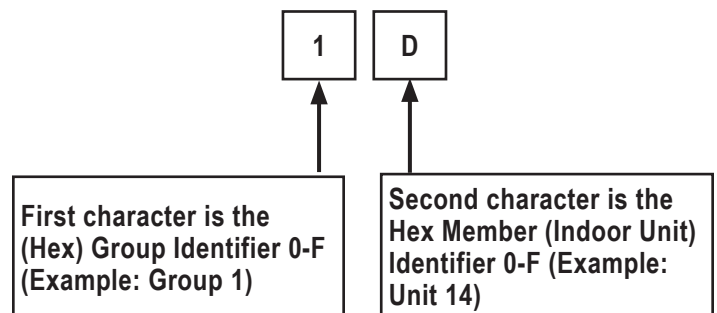 1 D
First character is the
(Hex) Group Identifier 0-F
(Example: Group 1)
Second character is the
Hex Member (Indoor Unit)
Identifier 0-F (Example:
Unit 14)